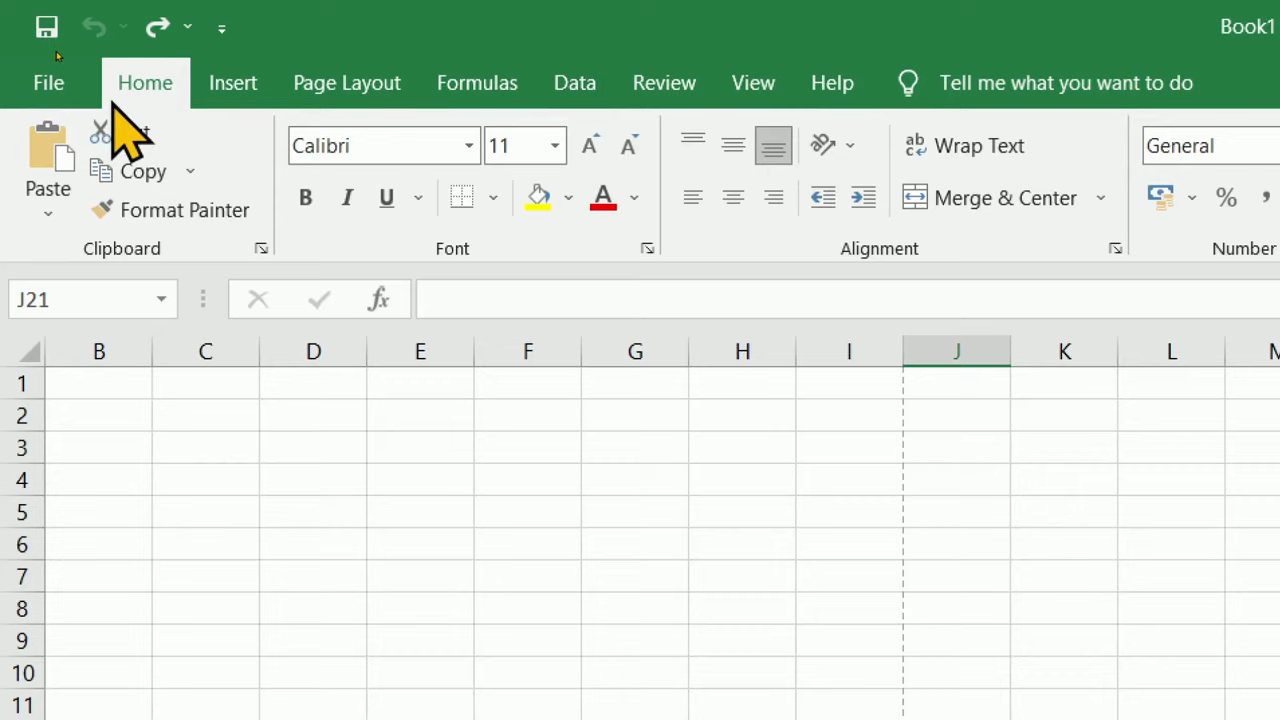 Book1
File Home Insert Page Layout Formulas Data Review View Help Tell me what you want to do
Paste
Copy
Format Painter
Clipboard
Calibri 11
B I U A
Font
ab
c
Wrap Text
Merge & Center
Alignment
General
% ,
Number
J21 fx
B C D E F G H I J K L
1
2
3
4
5
6
7
8
9
10
11